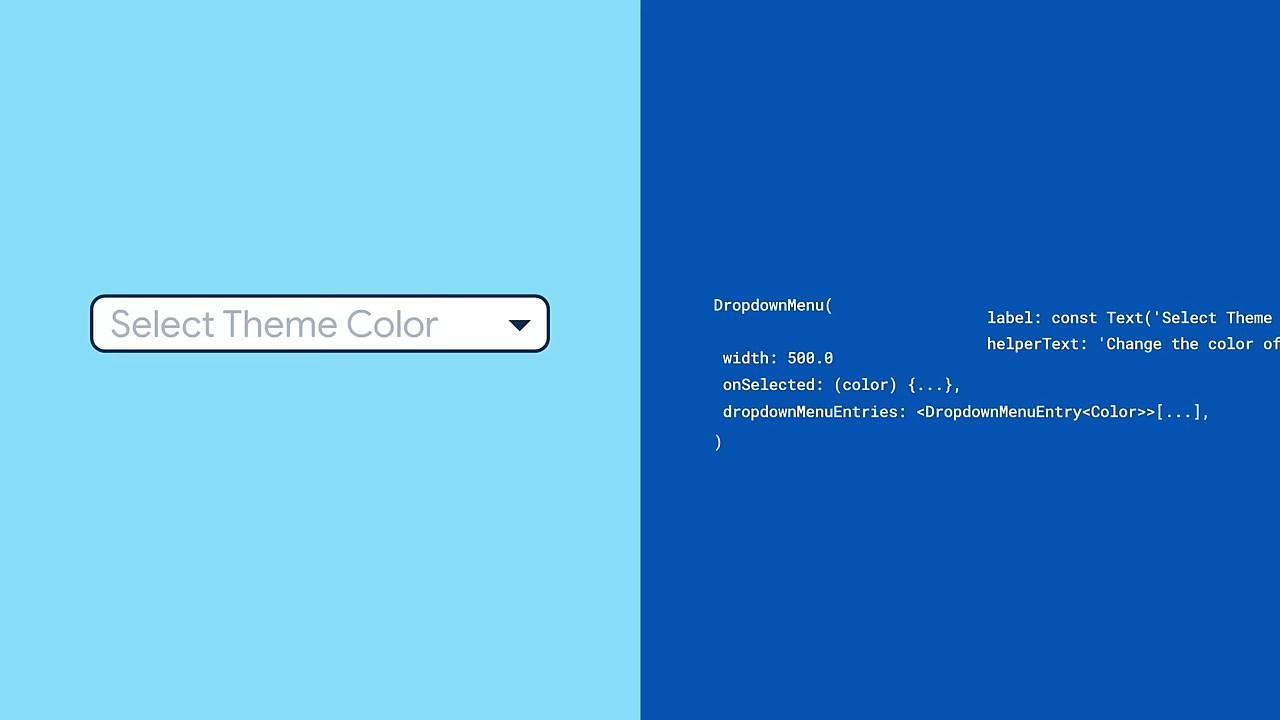 Select Theme Color
DropdownMenu(
label: const Text('Select Theme
helperText: 'Change the color of
width: 500.0
onSelected: (color) {...},
dropdownMenuEntries: <DropdownMenuEntry<Color>>[...],
)